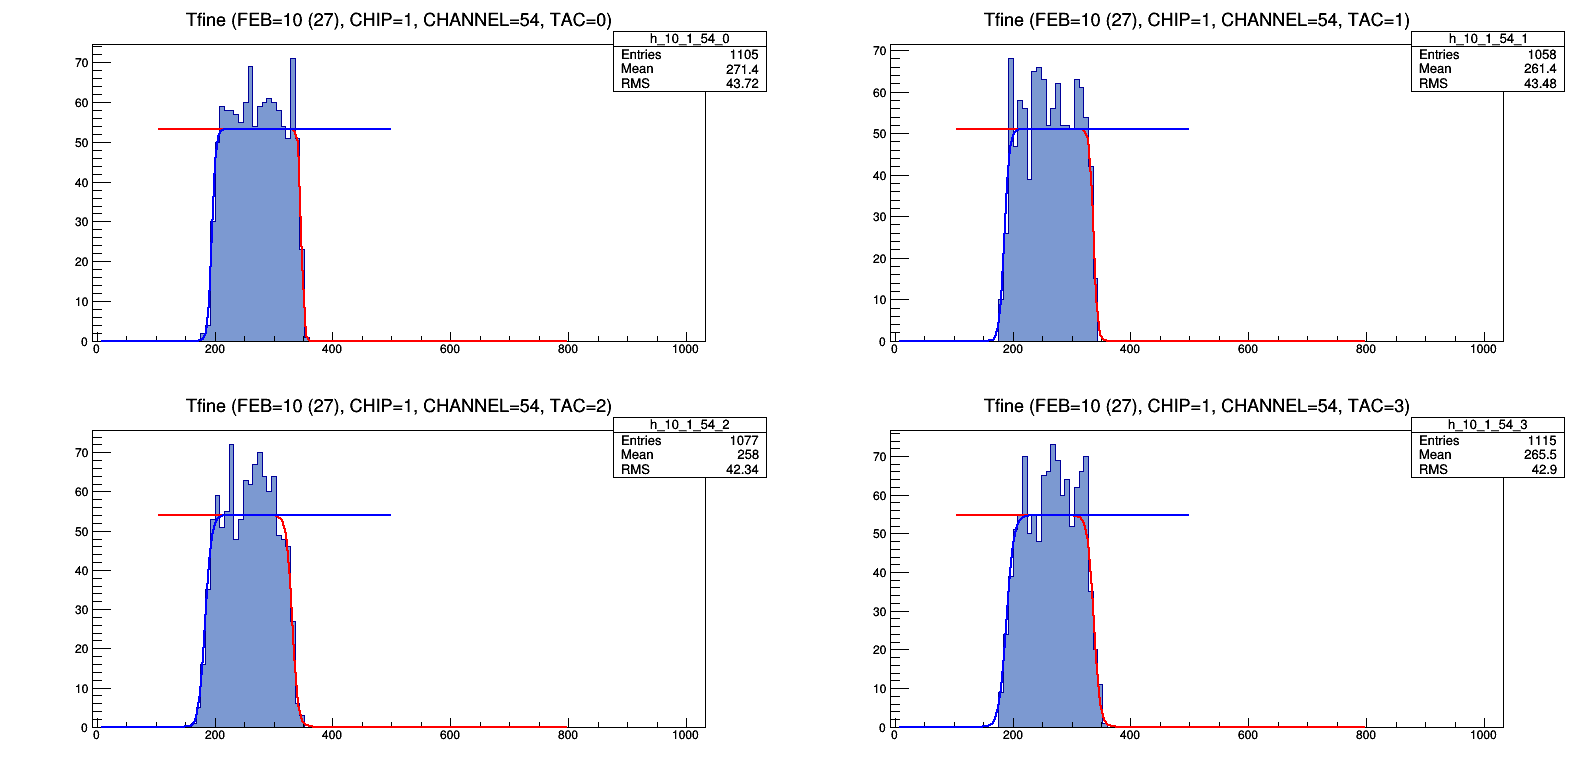 Tfine (FEB=10 (27), CHIP=1, CHANNEL=54, TAC=0)
h_10_1_54_0
Entries 1105
Mean 271.4
RMS 43.72
70
60
50
40
30
20
10
0
0 200 400 600 800 1000
Tfine (FEB=10 (27), CHIP=1, CHANNEL=54, TAC=1)
h_10_1_54_1
Entries 1058
Mean 261.4
RMS 43.48
70
60
50
40
30
20
10
0
0 200 400 600 800 1000
Tfine (FEB=10 (27), CHIP=1, CHANNEL=54, TAC=2)
h_10_1_54_2
Entries 1077
Mean 258
RMS 42.34
70
60
50
40
30
20
10
0
0 200 400 600 800 1000
Tfine (FEB=10 (27), CHIP=1, CHANNEL=54, TAC=3)
h_10_1_54_3
Entries 1115
Mean 265.5
RMS 42.9
70
60
50
40
30
20
10
0
0 200 400 600 800 1000